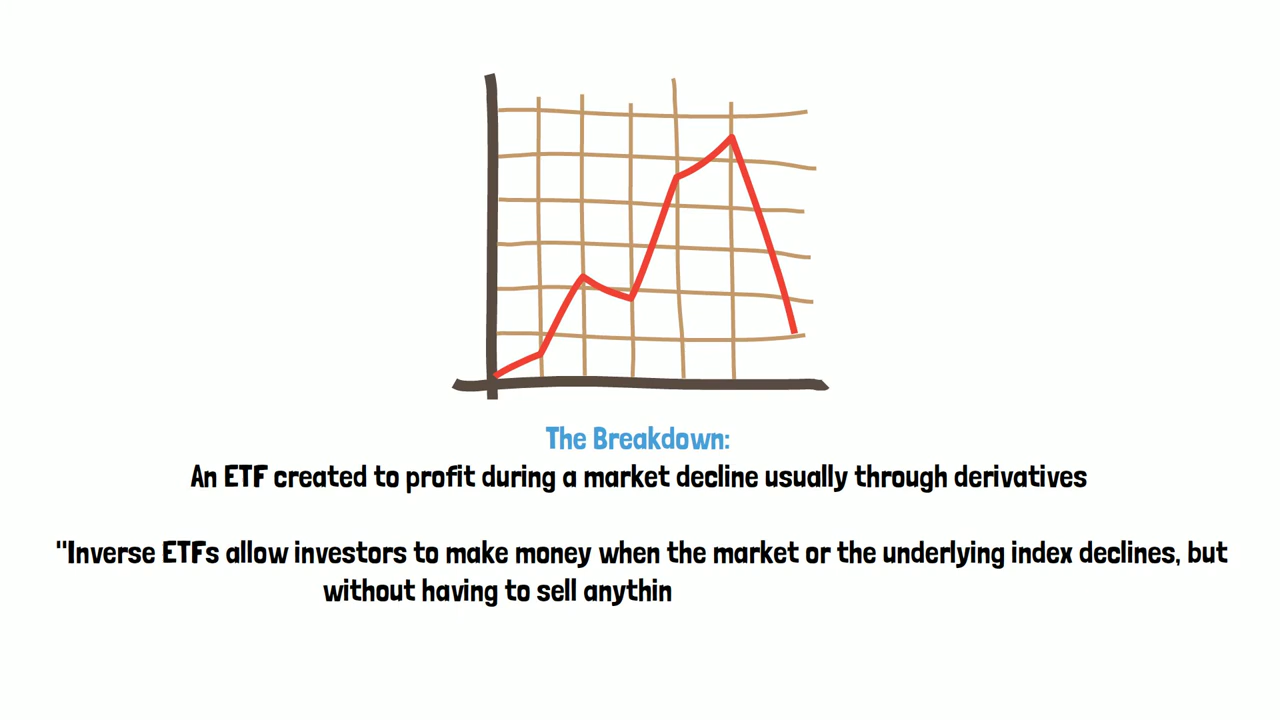 The Breakdown:
An ETF created to profit during a market decline usually through derivatives
"Inverse ETFs allow investors to make money when the market or the underlying index declines, but
without having to sell anythin